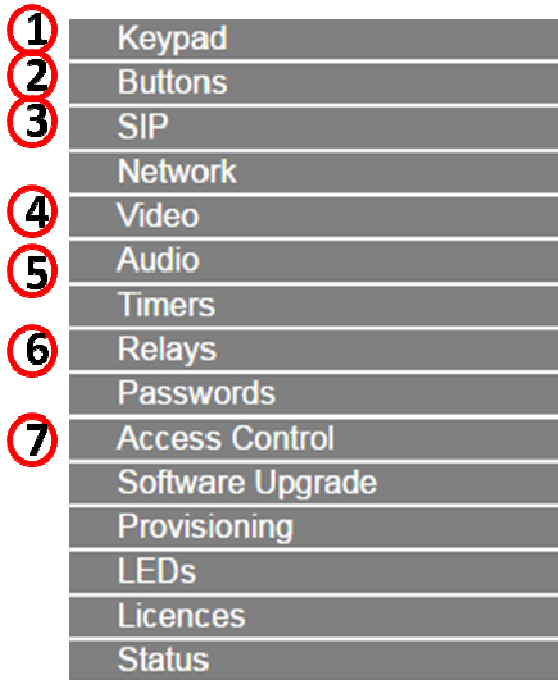 1 Keypad
2 Buttons
3 SIP
Network
4 Video
5 Audio
Timers
6 Relays
Passwords
7 Access Control
Software Upgrade
Provisioning
LEDs
Licences
Status